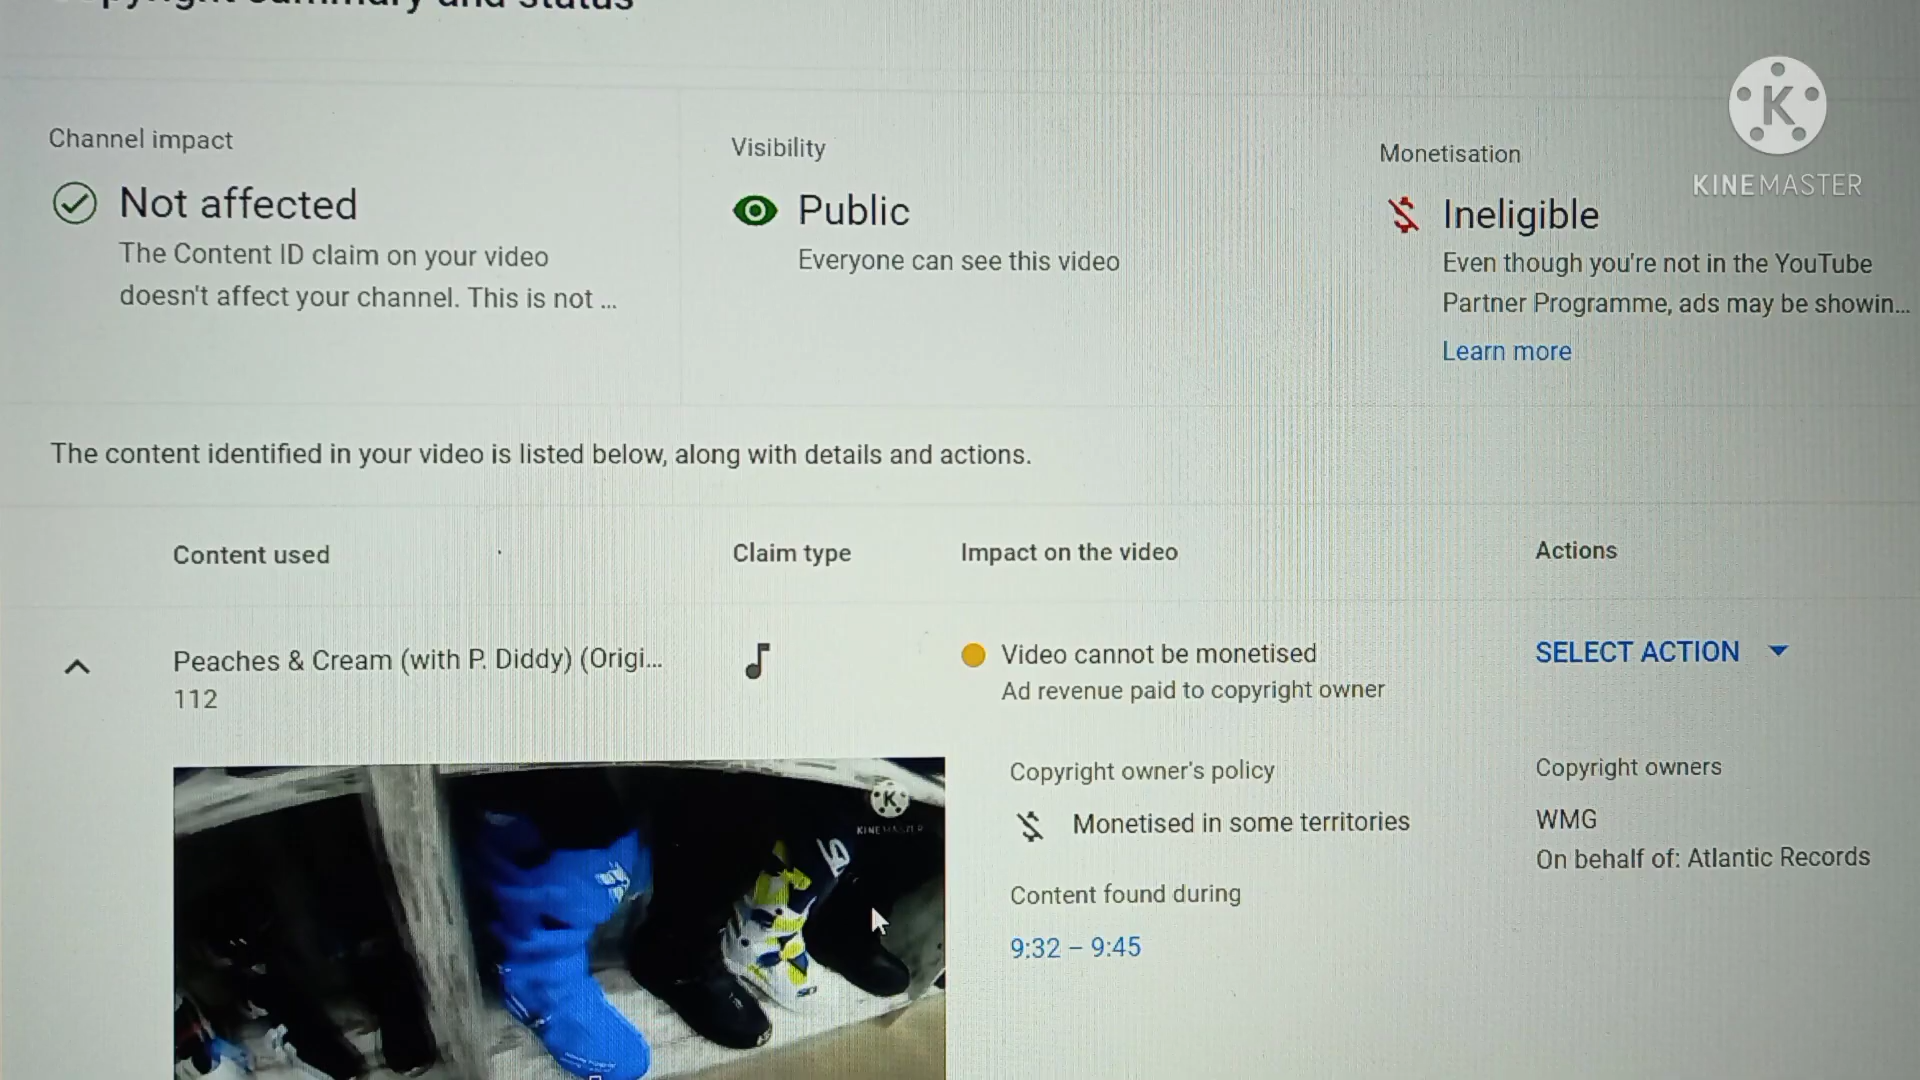 Copyright summary and status
Channel impact
Not affected
The Content ID claim on your video
doesn't affect your channel. This is not ...
Visibility
Public
Everyone can see this video
Monetisation
Ineligible
Even though you're not in the YouTube
Partner Programme, ads may be showin...
Learn more
K
KINEMASTER
The content identified in your video is listed below, along with details and actions.
Content used
Claim type
Impact on the video
Actions
Peaches & Cream (with P. Diddy) (Origi...
112
Video cannot be monetised
Ad revenue paid to copyright owner
SELECT ACTION
Copyright owner's policy
Monetised in some territories
Content found during
9:32 – 9:45
Copyright owners
WMG
On behalf of: Atlantic Records
K
KINEMASTER